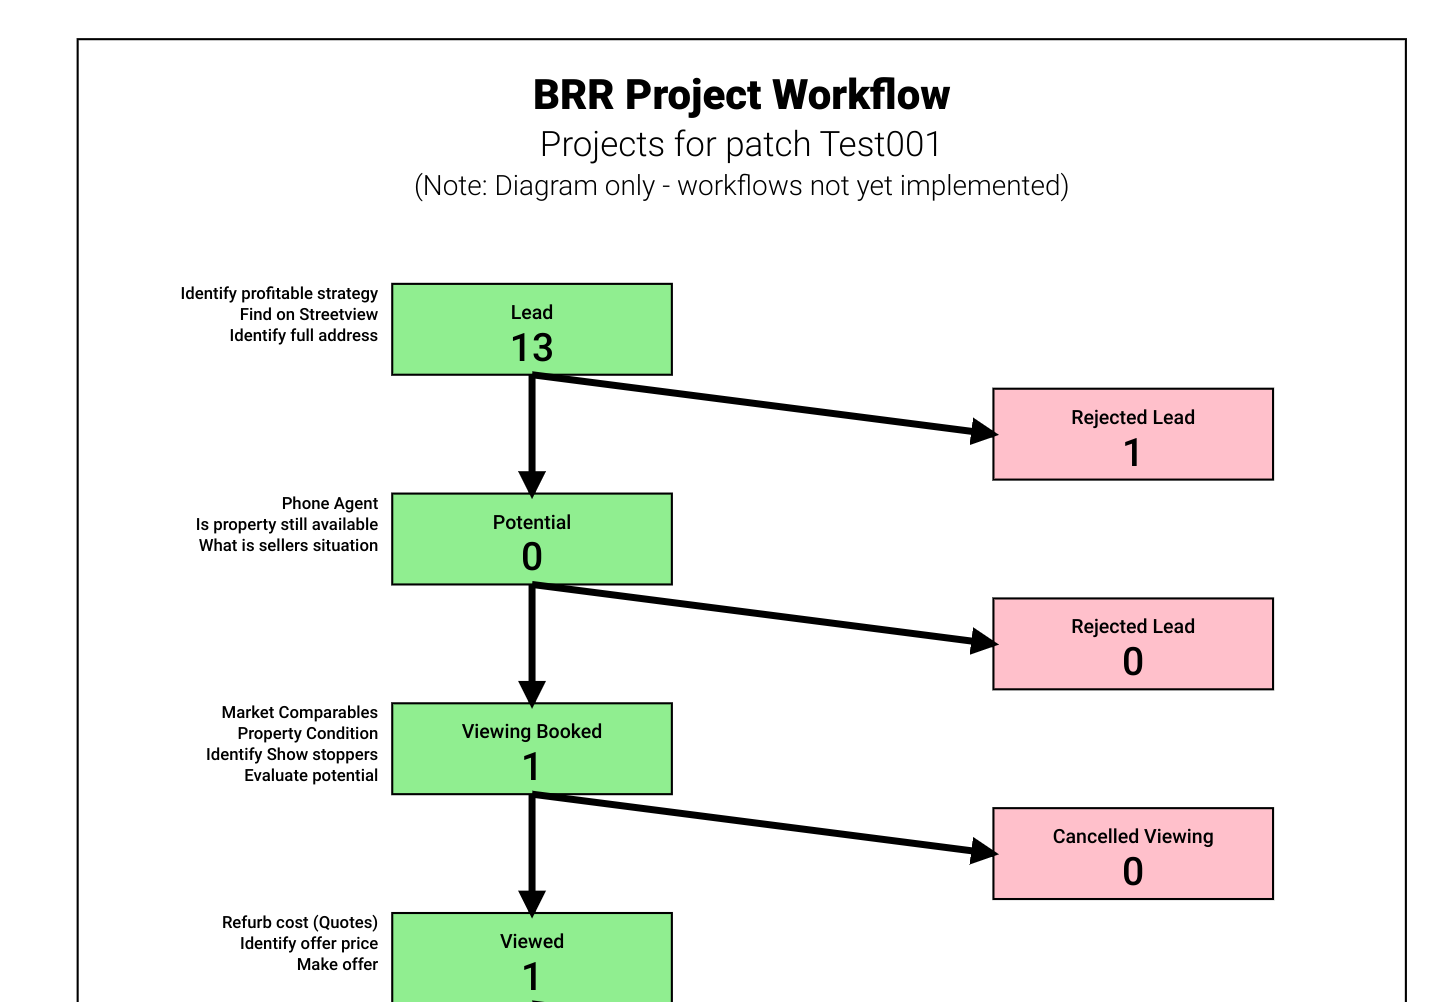 BRR Project Workflow
Projects for patch Test001
(Note: Diagram only - workflows not yet implemented)
Identify profitable strategy
Find on Streetview
Identify full address
Lead
13
Rejected Lead
1
Phone Agent
Is property still available
What is sellers situation
Potential
0
Rejected Lead
0
Market Comparables
Property Condition
Identify Show stoppers
Evaluate potential
Viewing Booked
1
Cancelled Viewing
0
Refurb cost (Quotes)
Identify offer price
Make offer
Viewed
1